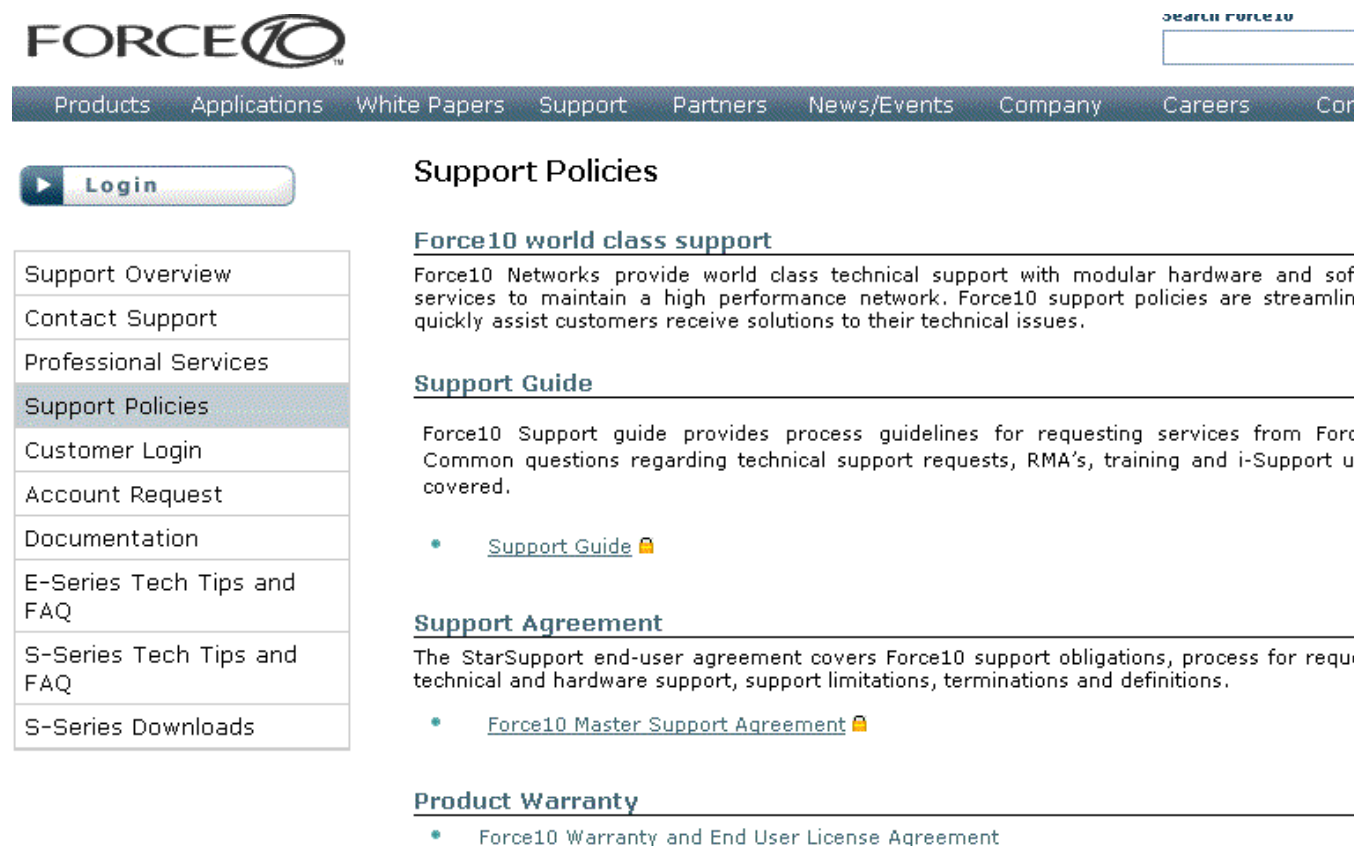 FORCE10 TM
Search Force10
Products Applications White Papers Support Partners News/Events Company Careers
Login
Support Overview
Contact Support
Professional Services
Support Policies
Customer Login
Account Request
Documentation
E-Series Tech Tips and
FAQ
S-Series Tech Tips and
FAQ
S-Series Downloads
Support Policies
Force10 world class support
Force10 Networks provide world class technical support with modular hardware and
services to maintain a high performance network. Force10 support policies are
quickly assist customers receive solutions to their technical issues.
Support Guide
Force10 Support guide provides process guidelines for requesting services from
Common questions regarding technical support requests, RMA's, training and i-Support
covered.
Support Guide
Support Agreement
The StarSupport end-user agreement covers Force10 support obligations, process for
technical and hardware support, support limitations, terminations and definitions.
Force10 Master Support Agreement
Product Warranty
Force10 Warranty and End User License Agreement